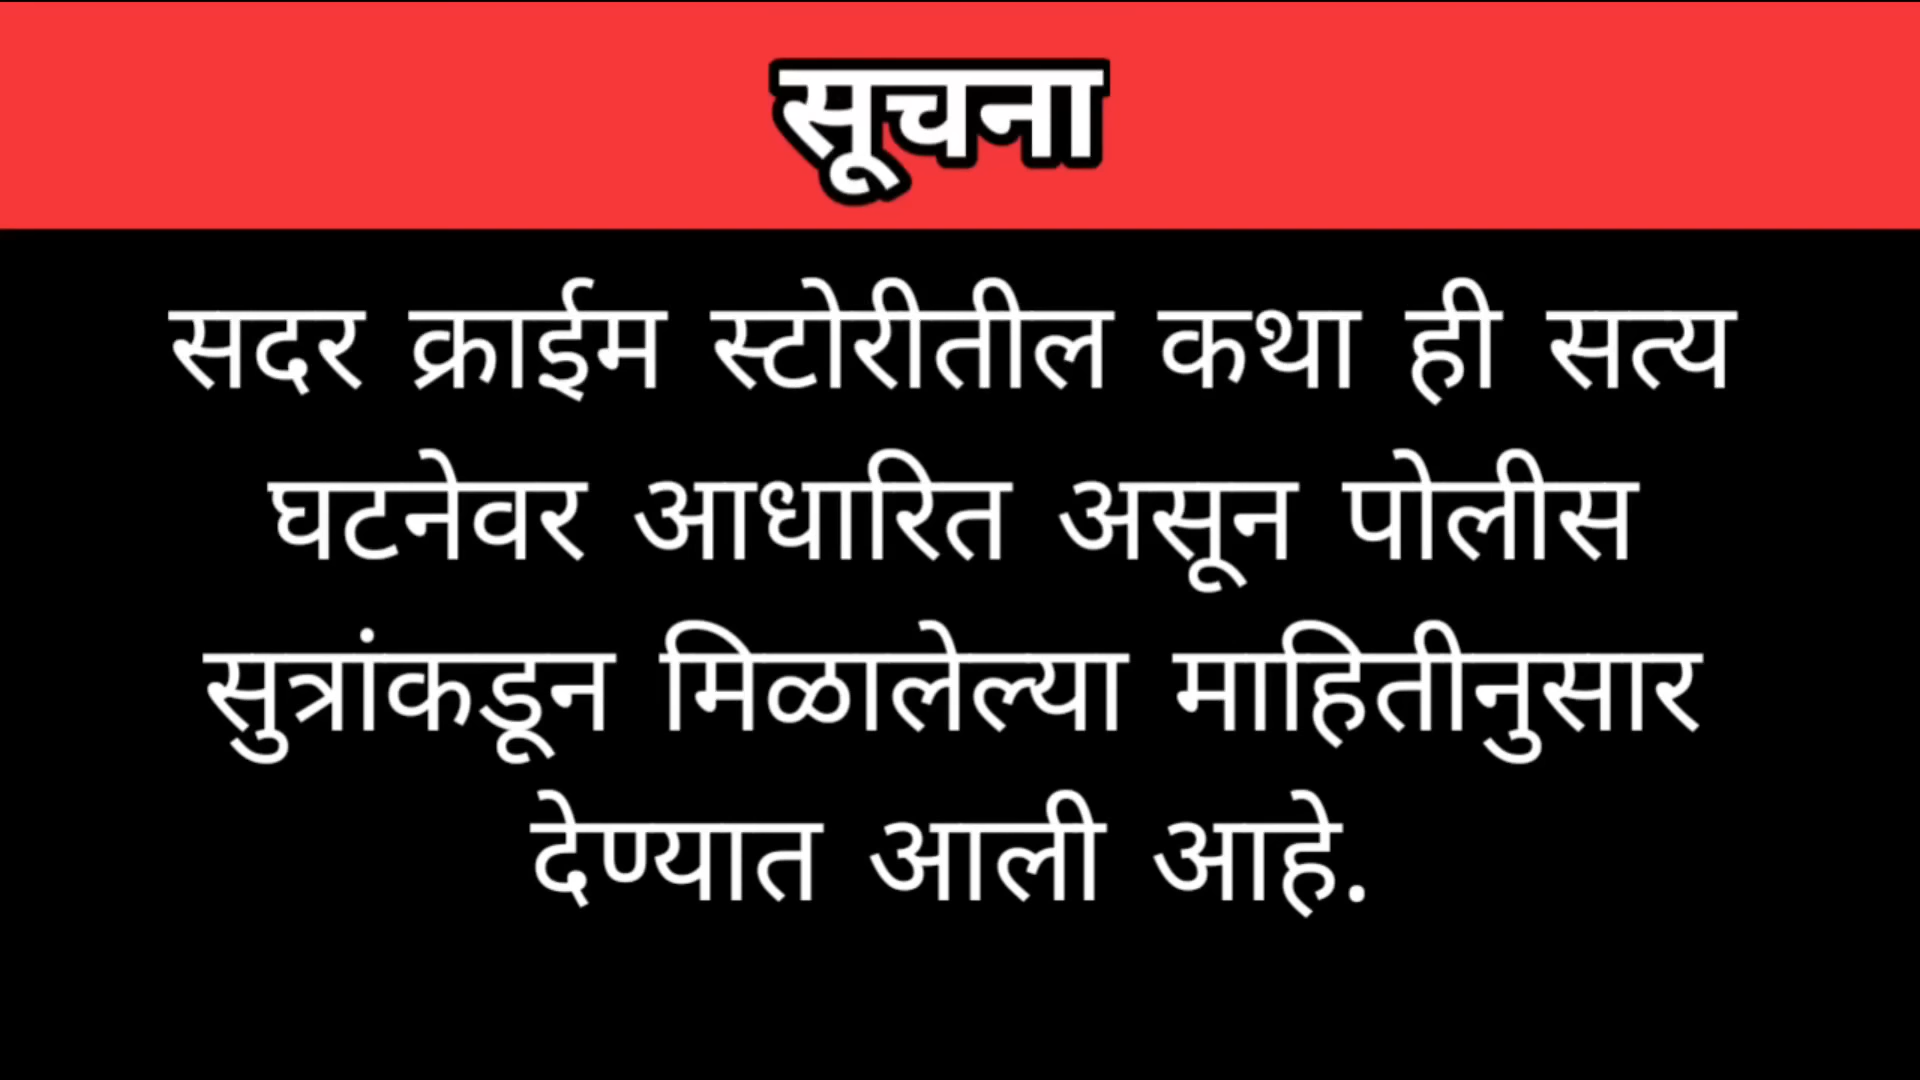 सूचना
सदर क्राईम स्टोरीतील कथा ही सत्य
घटनेवर आधारित असून पोलीस
सुत्रांकडून मिळालेल्या माहितीनुसार
देण्यात आली आहे.